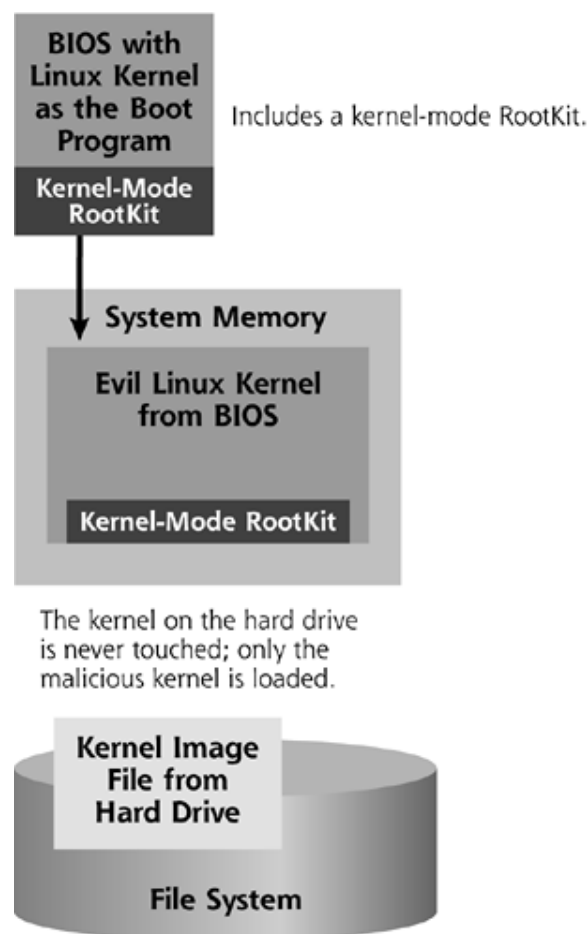 BIOS with
Linux Kernel
as the Boot
Program
Includes a kernel-mode RootKit.
Kernel-Mode
RootKit
System Memory
Evil Linux Kernel
from BIOS
Kernel-Mode RootKit
The kernel on the hard drive
is never touched; only the
malicious kernel is loaded.
Kernel Image
File from
Hard Drive
File System